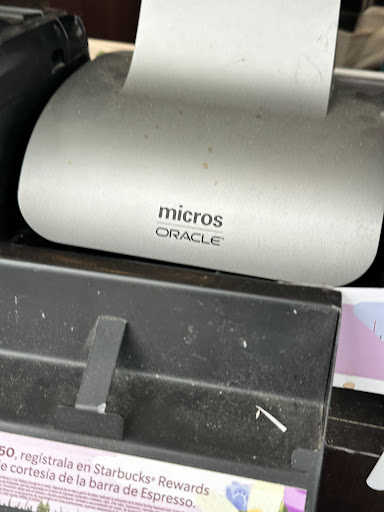 micros
ORACLE
50, regístrala en Starbucks® Rewards
e cortesía de la barra de Espresso.